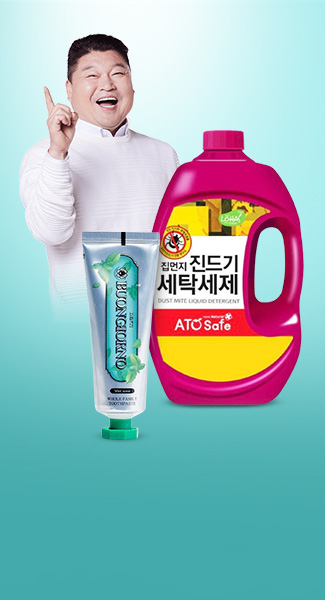 BUONGIORNO
WHOLE FAMILY
TOOTHPASTE
LOHAS
집먼지 진드기
세탁세제
DUST MITE LIQUID DETERGENT
ATO Safe